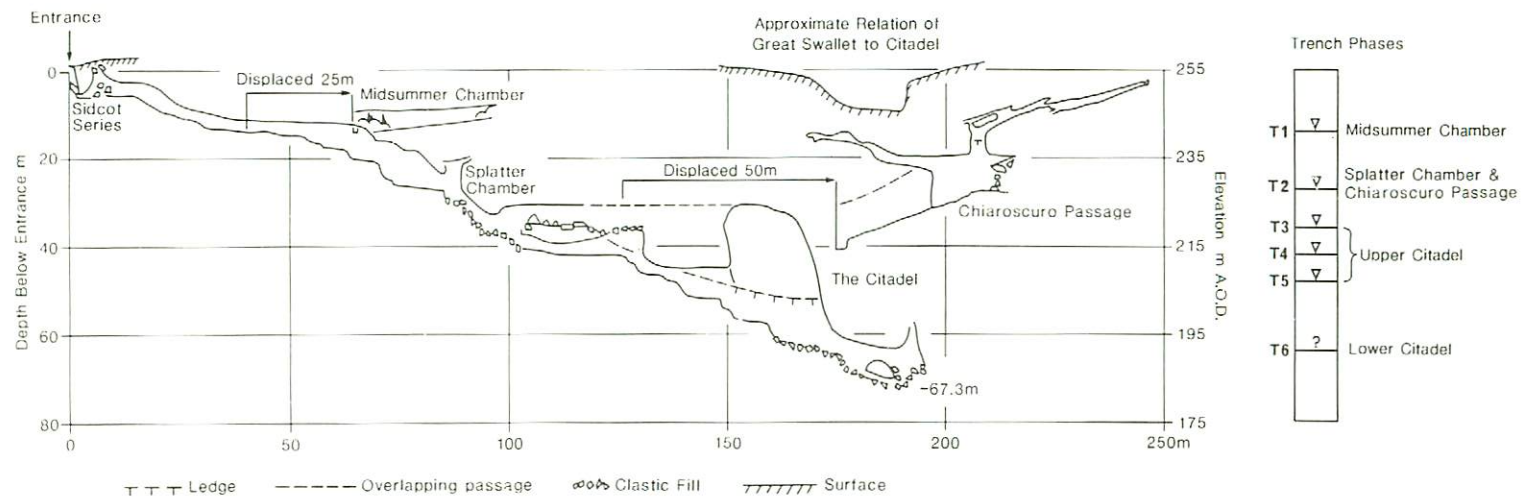 Entrance
Approximate Relation of
Great Swallet to Citadel
Trench Phases
0
20
40
60
80
Depth Below Entrance m
Sidcot
Series
Displaced 25m
Midsummer Chamber
Splatter
Chamber
Displaced 50m
Chiaroscuro Passage
The Citadel
-67.3m
255
235
215
195
175
Elevation m A.O.D.
0
50
100
150
200
250m
T1 Midsummer Chamber
T2 Splatter Chamber &
Chiaroscuro Passage
T3
T4 Upper Citadel
T5
T6 ? Lower Citadel
Ledge
Overlapping passage
Clastic Fill
Surface